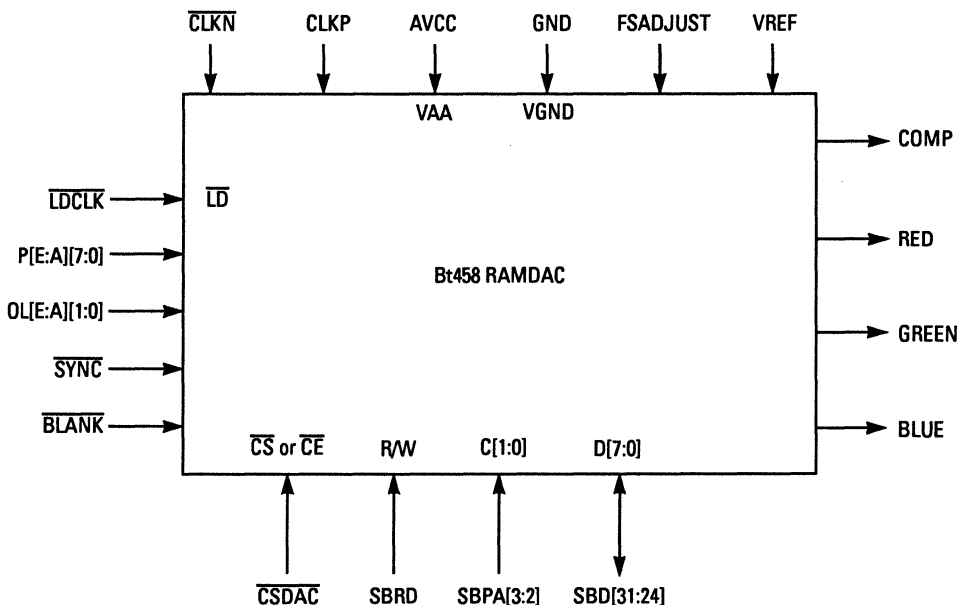 CLKN CLKP AVCC GND FSADJUST VREF
VAA VGND
COMP
LDCLK LD
RED
P[E:A][7:0]
Bt458 RAMDAC
OL[E:A][1:0]
GREEN
SYNC
BLANK
BLUE
CS or CE R/W C[1:0] D[7:0]
CSDAC SBRD SBPA[3:2] SBD[31:24]